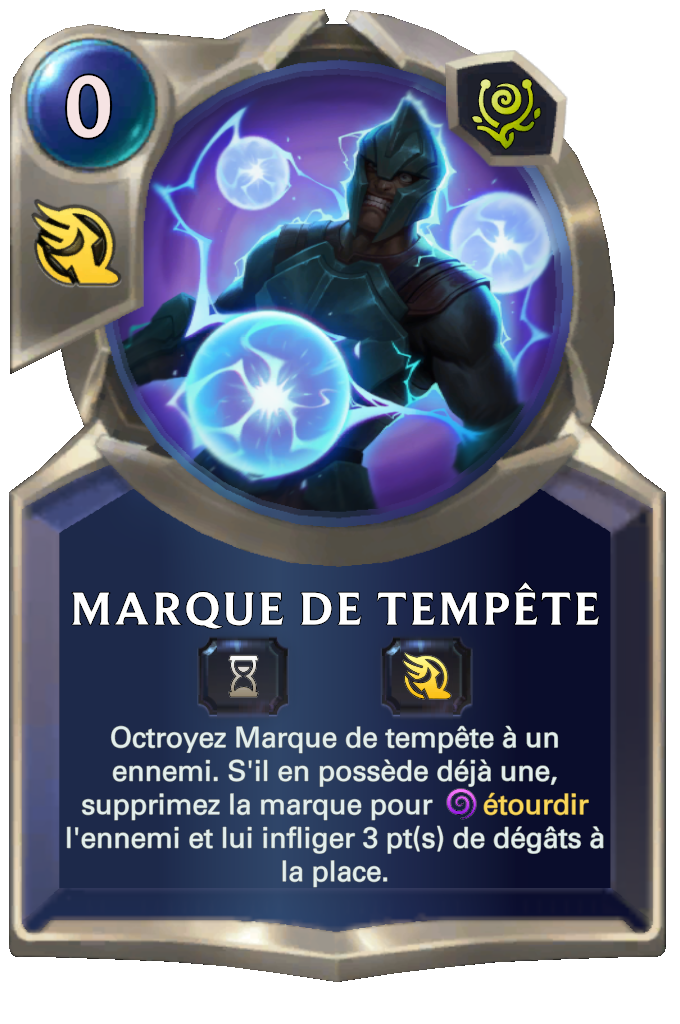 0
MARQUE DE TEMPÊTE
Octroyez Marque de tempête à un
ennemi. S'il en possède déjà une,
supprimez la marque pour étourdir
l'ennemi et lui infliger 3 pt(s) de dégâts à
la place.